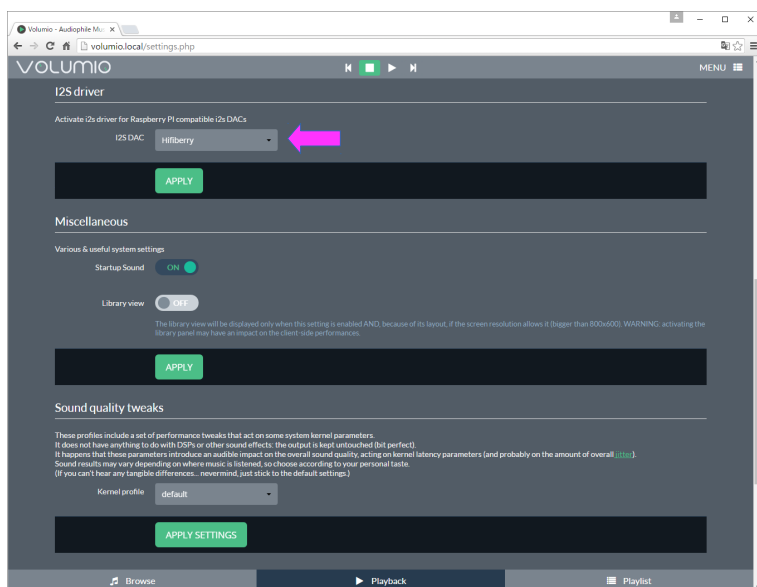 Volumio - Audiophile Mu
volumio.local/settings.php
VOLUMIO
MENU
I2S driver
Activate i2s driver for Raspberry PI compatible i2s DACs
I2S DAC
Hifiberry
APPLY
Miscellaneous
Various & useful system settings
Startup Sound
ON
Library view
OFF
The library view will be displayed only when this setting is enabled AND, because of its layout, if the screen resolution allows it (bigger than 800x600). WARNING: activating the
library panel may have an impact on the client-side performances.
APPLY
Sound quality tweaks
These profiles include a set of performance tweaks that act on some system kernel parameters.
It does not have anything to do with DSPs or other sound effects: the output is kept untouched (bit perfect).
It happens that these parameters introduce an audible impact on the overall sound quality, acting on kernel latency parameters (and probably on the amount of overall jitter).
Sound results may vary depending on where music is listened, so choose according to your personal taste.
(If you can't hear any tangible differences... nevermind, just stick to the default settings.)
Kernel profile
default
APPLY SETTINGS
Browse
Playback
Playlist